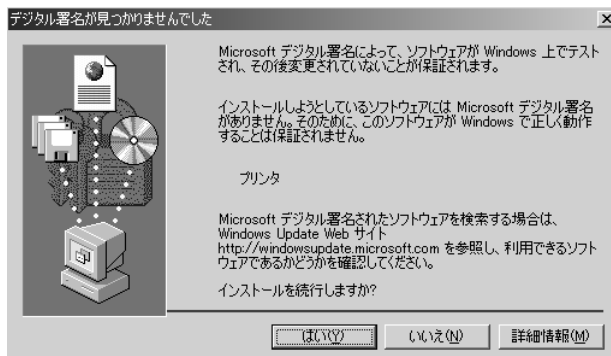 デジタル署名が見つかりませんでした
Microsoft デジタル署名によって、ソフトウェアが Windows 上でテスト
され、その後変更されていないことが保証されます。
インストールしようとしているソフトウェアには Microsoft デジタル署名
がありません。そのために、このソフトウェアが Windows で正しく動作
することは保証されません。
プリンタ
Microsoft デジタル署名されたソフトウェアを検索する場合は、
Windows Update Web サイト
http://windowsupdate.microsoft.com を参照し、利用できるソフト
ウェアであるかどうかを確認してください。
インストールを続行しますか?
はい(Y) いいえ(N) 詳細情報(M)